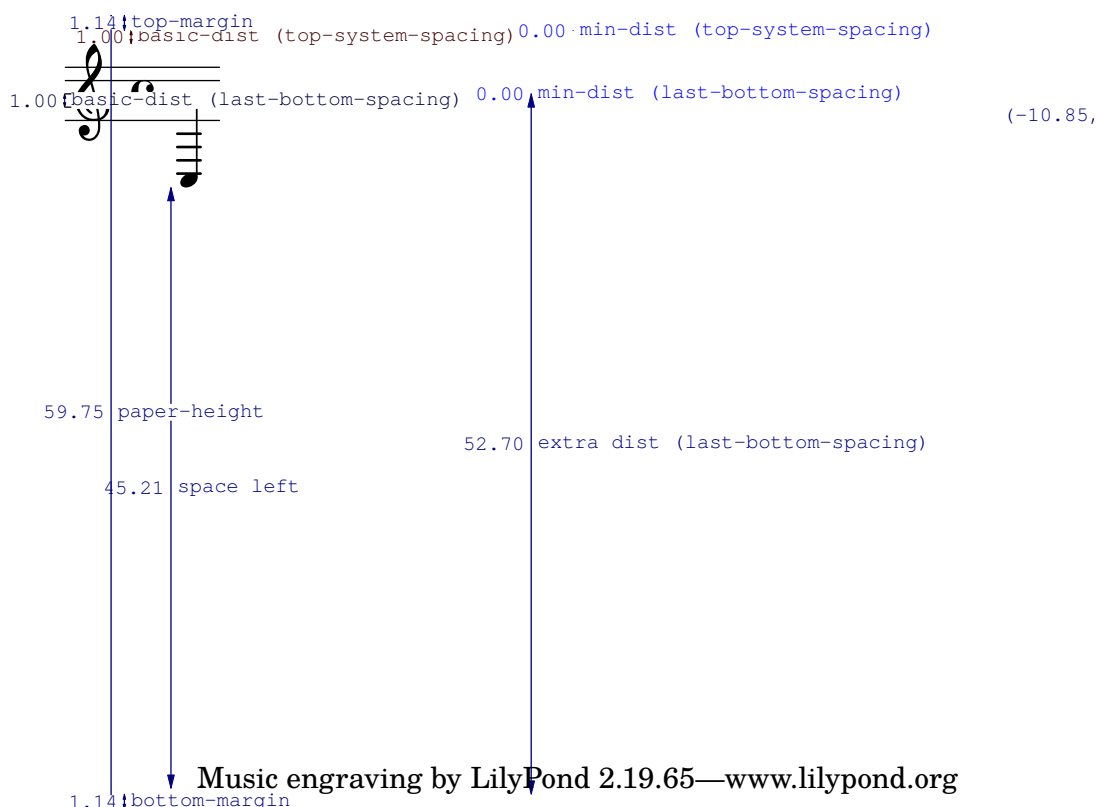 1.14 top-margin
1.00 basic-dist (top-system-spacing) 0.00 min-dist (top-system-spacing)
1.00 basic-dist (last-bottom-spacing) 0.00 min-dist (last-bottom-spacing)
(-10.85,
59.75 paper-height
52.70 extra dist (last-bottom-spacing)
45.21 space left
Music engraving by LilyPond 2.19.65—www.lilypond.org
1.14 bottom-margin